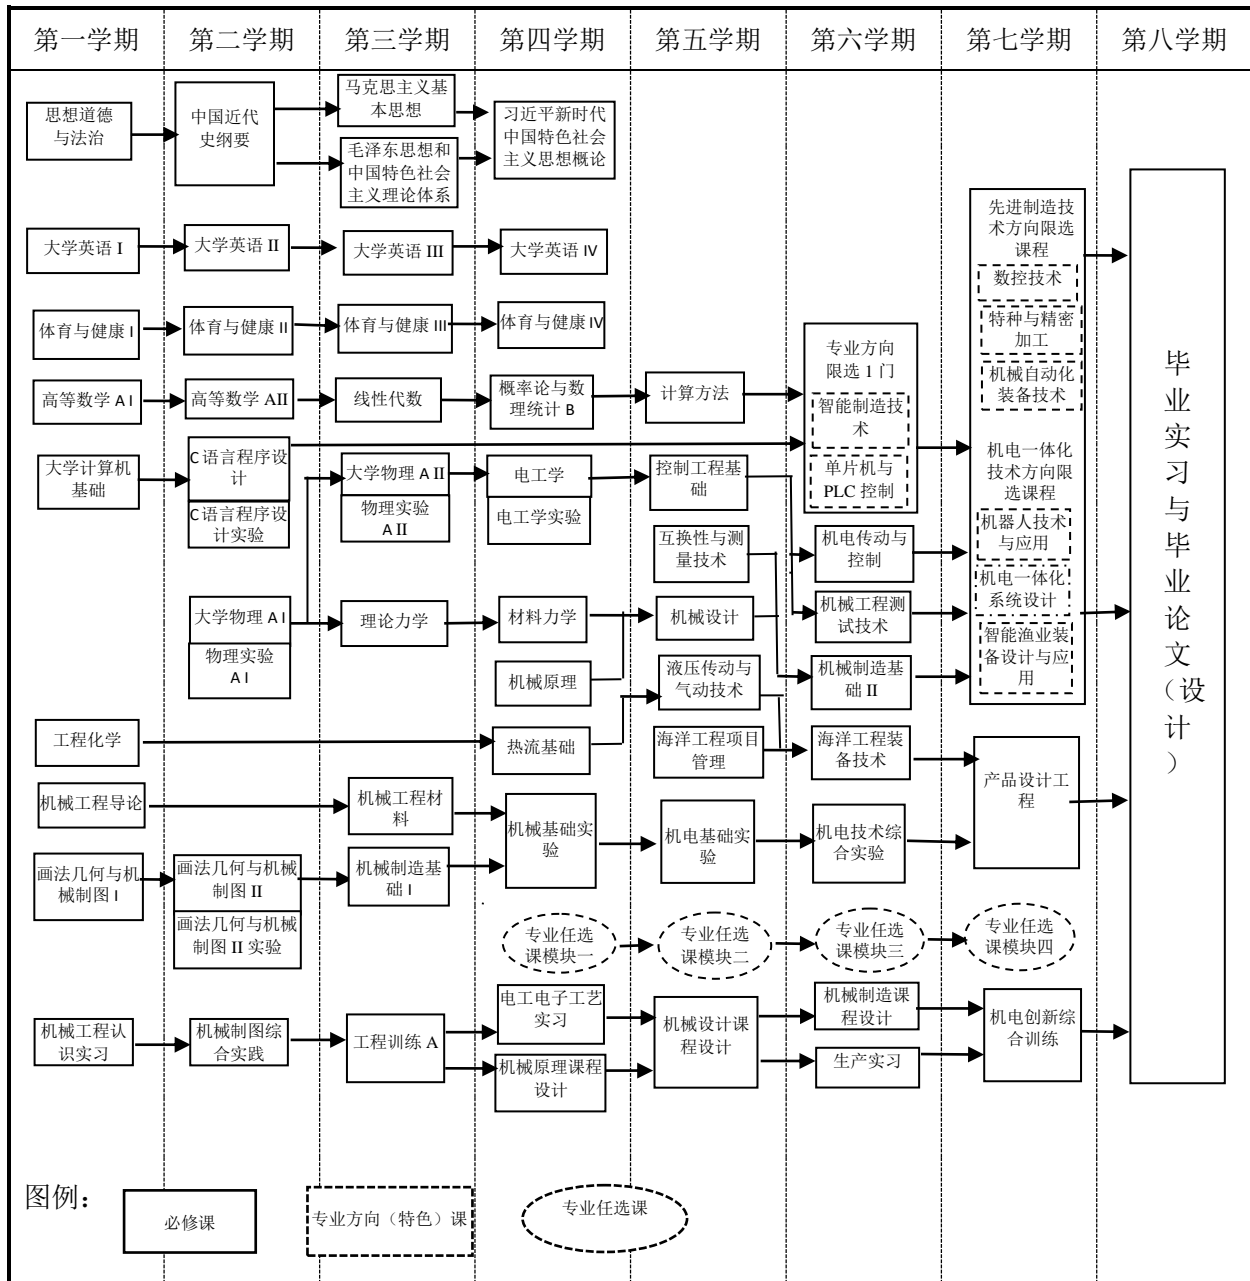 第一学期
第二学期
第三学期
第四学期
第五学期
第六学期
第七学期
第八学期
思想道德
与法治
中国近代
史纲要
马克思主义基
本思想
毛泽东思想和
中国特色社会
主义理论体系
习近平新时代
中国特色社会
主义思想概论
大学英语 I
大学英语 II
大学英语 III
大学英语 IV
体育与健康 I
体育与健康 II
体育与健康 III
体育与健康 IV
高等数学 A I
高等数学 AII
线性代数
概率论与数
理统计 B
计算方法
专业方向
限选 1 门
智能制造技
术
单片机与
PLC 控制
先进制造技
术方向限选
课程
数控技术
特种与精密
加工
机械自动化
装备技术
机电一体化
技术方向限
选课程
机器人技术
与应用
机电一体化
系统设计
智能渔业装
备设计与应
用
大学计算机
基础
C 语言程序设
计
C 语言程序设
计实验
大学物理 A II
物理实验
A II
电工学
电工学实验
控制工程基
础
互换性与测
量技术
机电传动与
控制
大学物理 A I
物理实验
A I
理论力学
材料力学
机械设计
机械工程测
试技术
机械原理
液压传动与
气动技术
机械制造基
础 II
工程化学
热流基础
海洋工程项目
管理
海洋工程装
备技术
产品设计工
程
机械工程导论
机械工程材
料
机械基础实
验
机电基础实
验
机电技术综
合实验
画法几何与机
械制图 I
画法几何与机械
制图 II
画法几何与机械
制图 II 实验
机械制造基
础 I
专业任选
课模块一
专业任选
课模块二
专业任选
课模块三
专业任选
课模块四
机械工程认
识实习
机械制图综
合实践
工程训练 A
电工电子工艺
实习
机械原理课程
设计
机械设计课
程设计
机械制造课
程设计
生产实习
机电创新综
合训练
毕
业
实
习
与
毕
业
论
文
（设
计
）
图例：
必修课
专业方向（特色）课
专业任选课